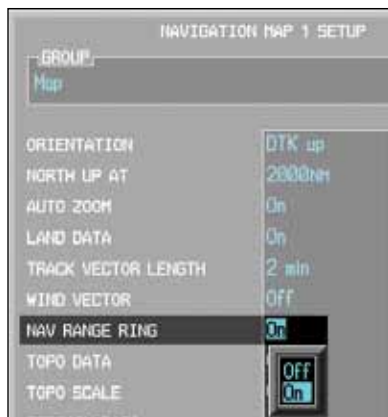 NAVIGATION MAP 1 SETUP
GROUP
Map
ORIENTATION DTK up
NORTH UP AT 2000NM
AUTO ZOOM On
LAND DATA On
TRACK VECTOR LENGTH 2 min
WIND VECTOR Off
NAV RANGE RING On
TOPO DATA
Off
TOPO SCALE
On